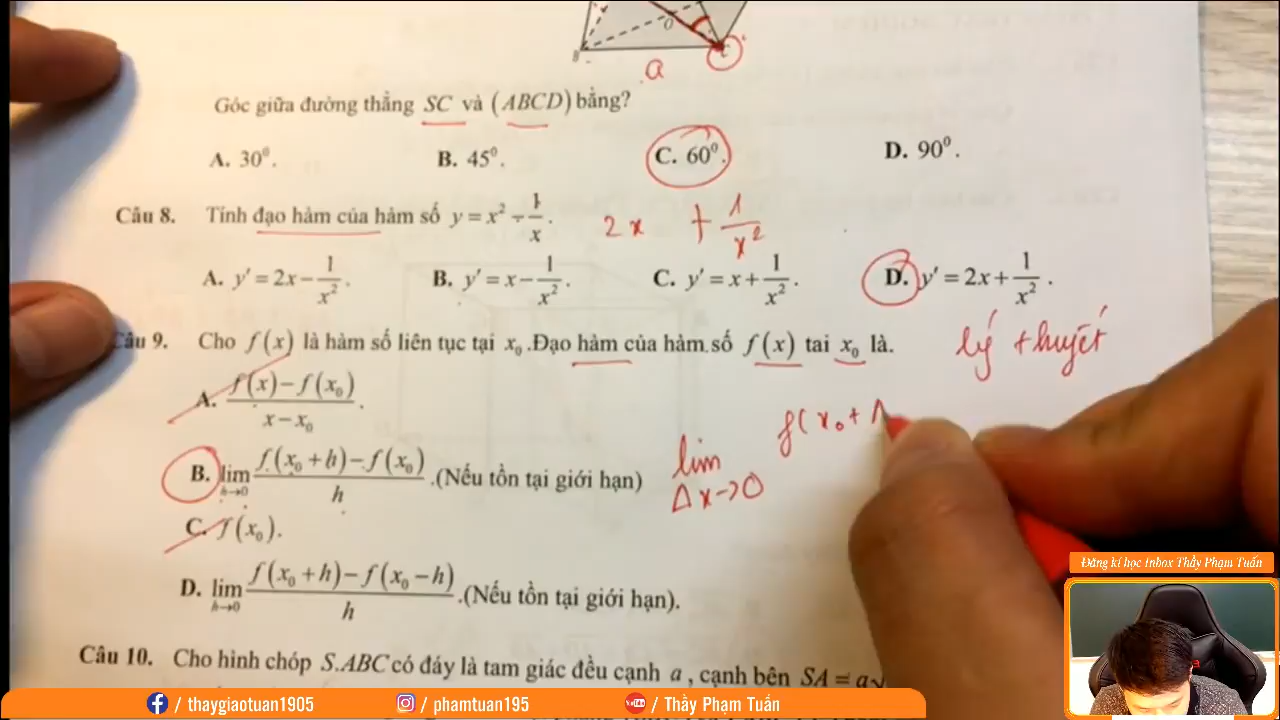 a
Góc giữa đường thẳng SC và (ABCD) bằng?
A. 30⁰. B. 45⁰. C. 60⁰. D. 90⁰.
Câu 8. Tính đạo hàm của hàm số y = x² - 1/x. 2x + 1/x²
A. y' = 2x - 1/x². B. y' = x - 1/x². C. y' = x + 1/x². D. y' = 2x + 1/x².
Câu 9. Cho f(x) là hàm số liên tục tại x₀.Đạo hàm của hàm số f(x) tai x₀ là. lý thuyết
A. (f(x) - f(x₀))/(x - x₀).
f(x₀ +
B. lim h→0 (f(x₀ + h) - f(x₀))/h .(Nếu tồn tại giới hạn) lim Δx→0
C. f(x₀).
D. lim h→0 (f(x₀ + h) - f(x₀ - h))/h .(Nếu tồn tại giới hạn).
Câu 10. Cho hình chóp S.ABC có đáy là tam giác đều cạnh a, cạnh bên SA = a√
Đăng kí học Inbox Thầy Phạm Tuấn
/ thaygiaotuan1905 / phamtuan195 / Thầy Phạm Tuấn